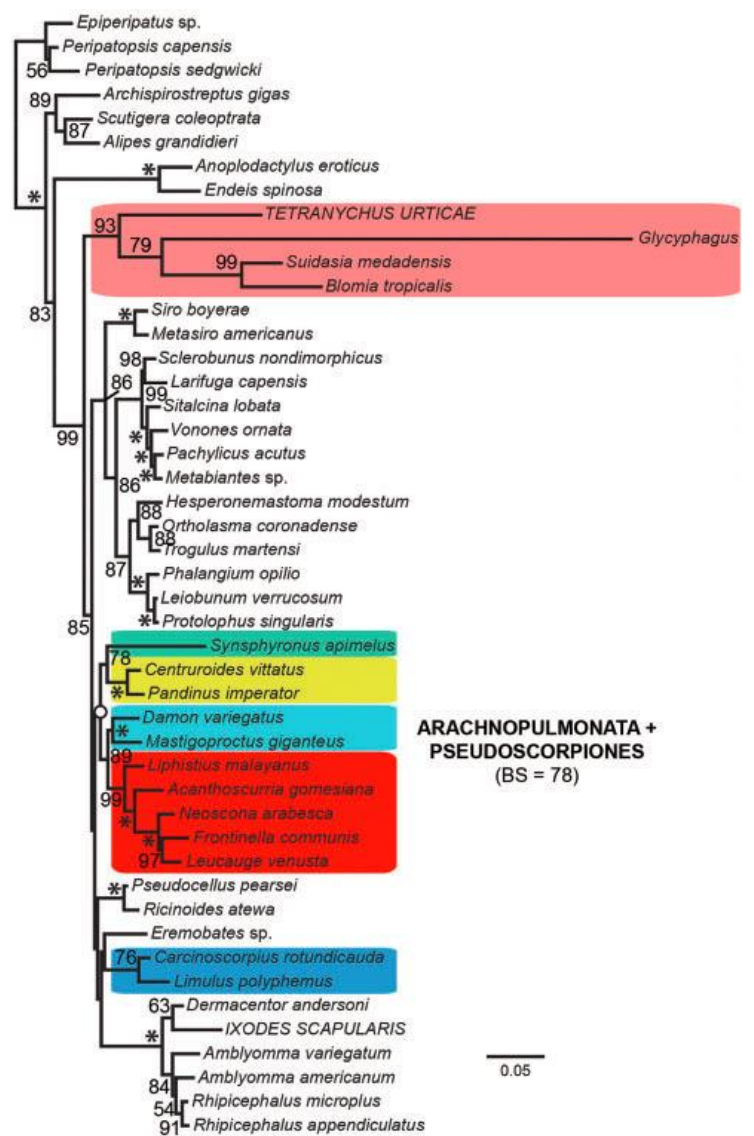 Epiperipatus sp.
Peripatopsis capensis
56
Peripatopsis sedgwicki
89
Archispirostreptus gigas
Scutigera coleoptrata
87
Alipes grandidieri
*
Anoplodactylus eroticus
*
Endeis spinosa
93
TETRANYCHUS URTICAE
79
Glycyphagus
99
Suidasia medadensis
Blomia tropicalis
83
*
Siro boyerae
Metasiro americanus
98
Sclerobunus nondimorphicus
86
99
Larifuga capensis
Sitalcina lobata
99
*
Vonones ornata
*
Pachylicus acutus
86
*
Metabiantes sp.
Hesperonemastoma modestum
88
Ortholasma coronadense
88
Trogulus martensi
87
*
Phalangium opilio
Leiobunum verrucosum
85
*
Protolophus singularis
Synsphyronus apimelus
78
Centruroides vittatus
*
Pandinus imperator
Damon variegatus
*
Mastigoproctus giganteus
ARACHNOPULMONATA +
PSEUDOSCORPIONES
(BS = 78)
89
Liphistius malayanus
99
Acanthoscurria gomesiana
*
Neoscona arabesca
*
Frontinella communis
97
Leucauge venusta
*
Pseudocellus pearsei
Ricinoides atewa
Eremobates sp.
76
Carcinoscorpius rotundicauda
Limulus polyphemus
63
Dermacentor andersoni
*
IXODES SCAPULARIS
Amblyomma variegatum
84
Amblyomma americanum
54
Rhipicephalus microplus
91
Rhipicephalus appendiculatus
0.05